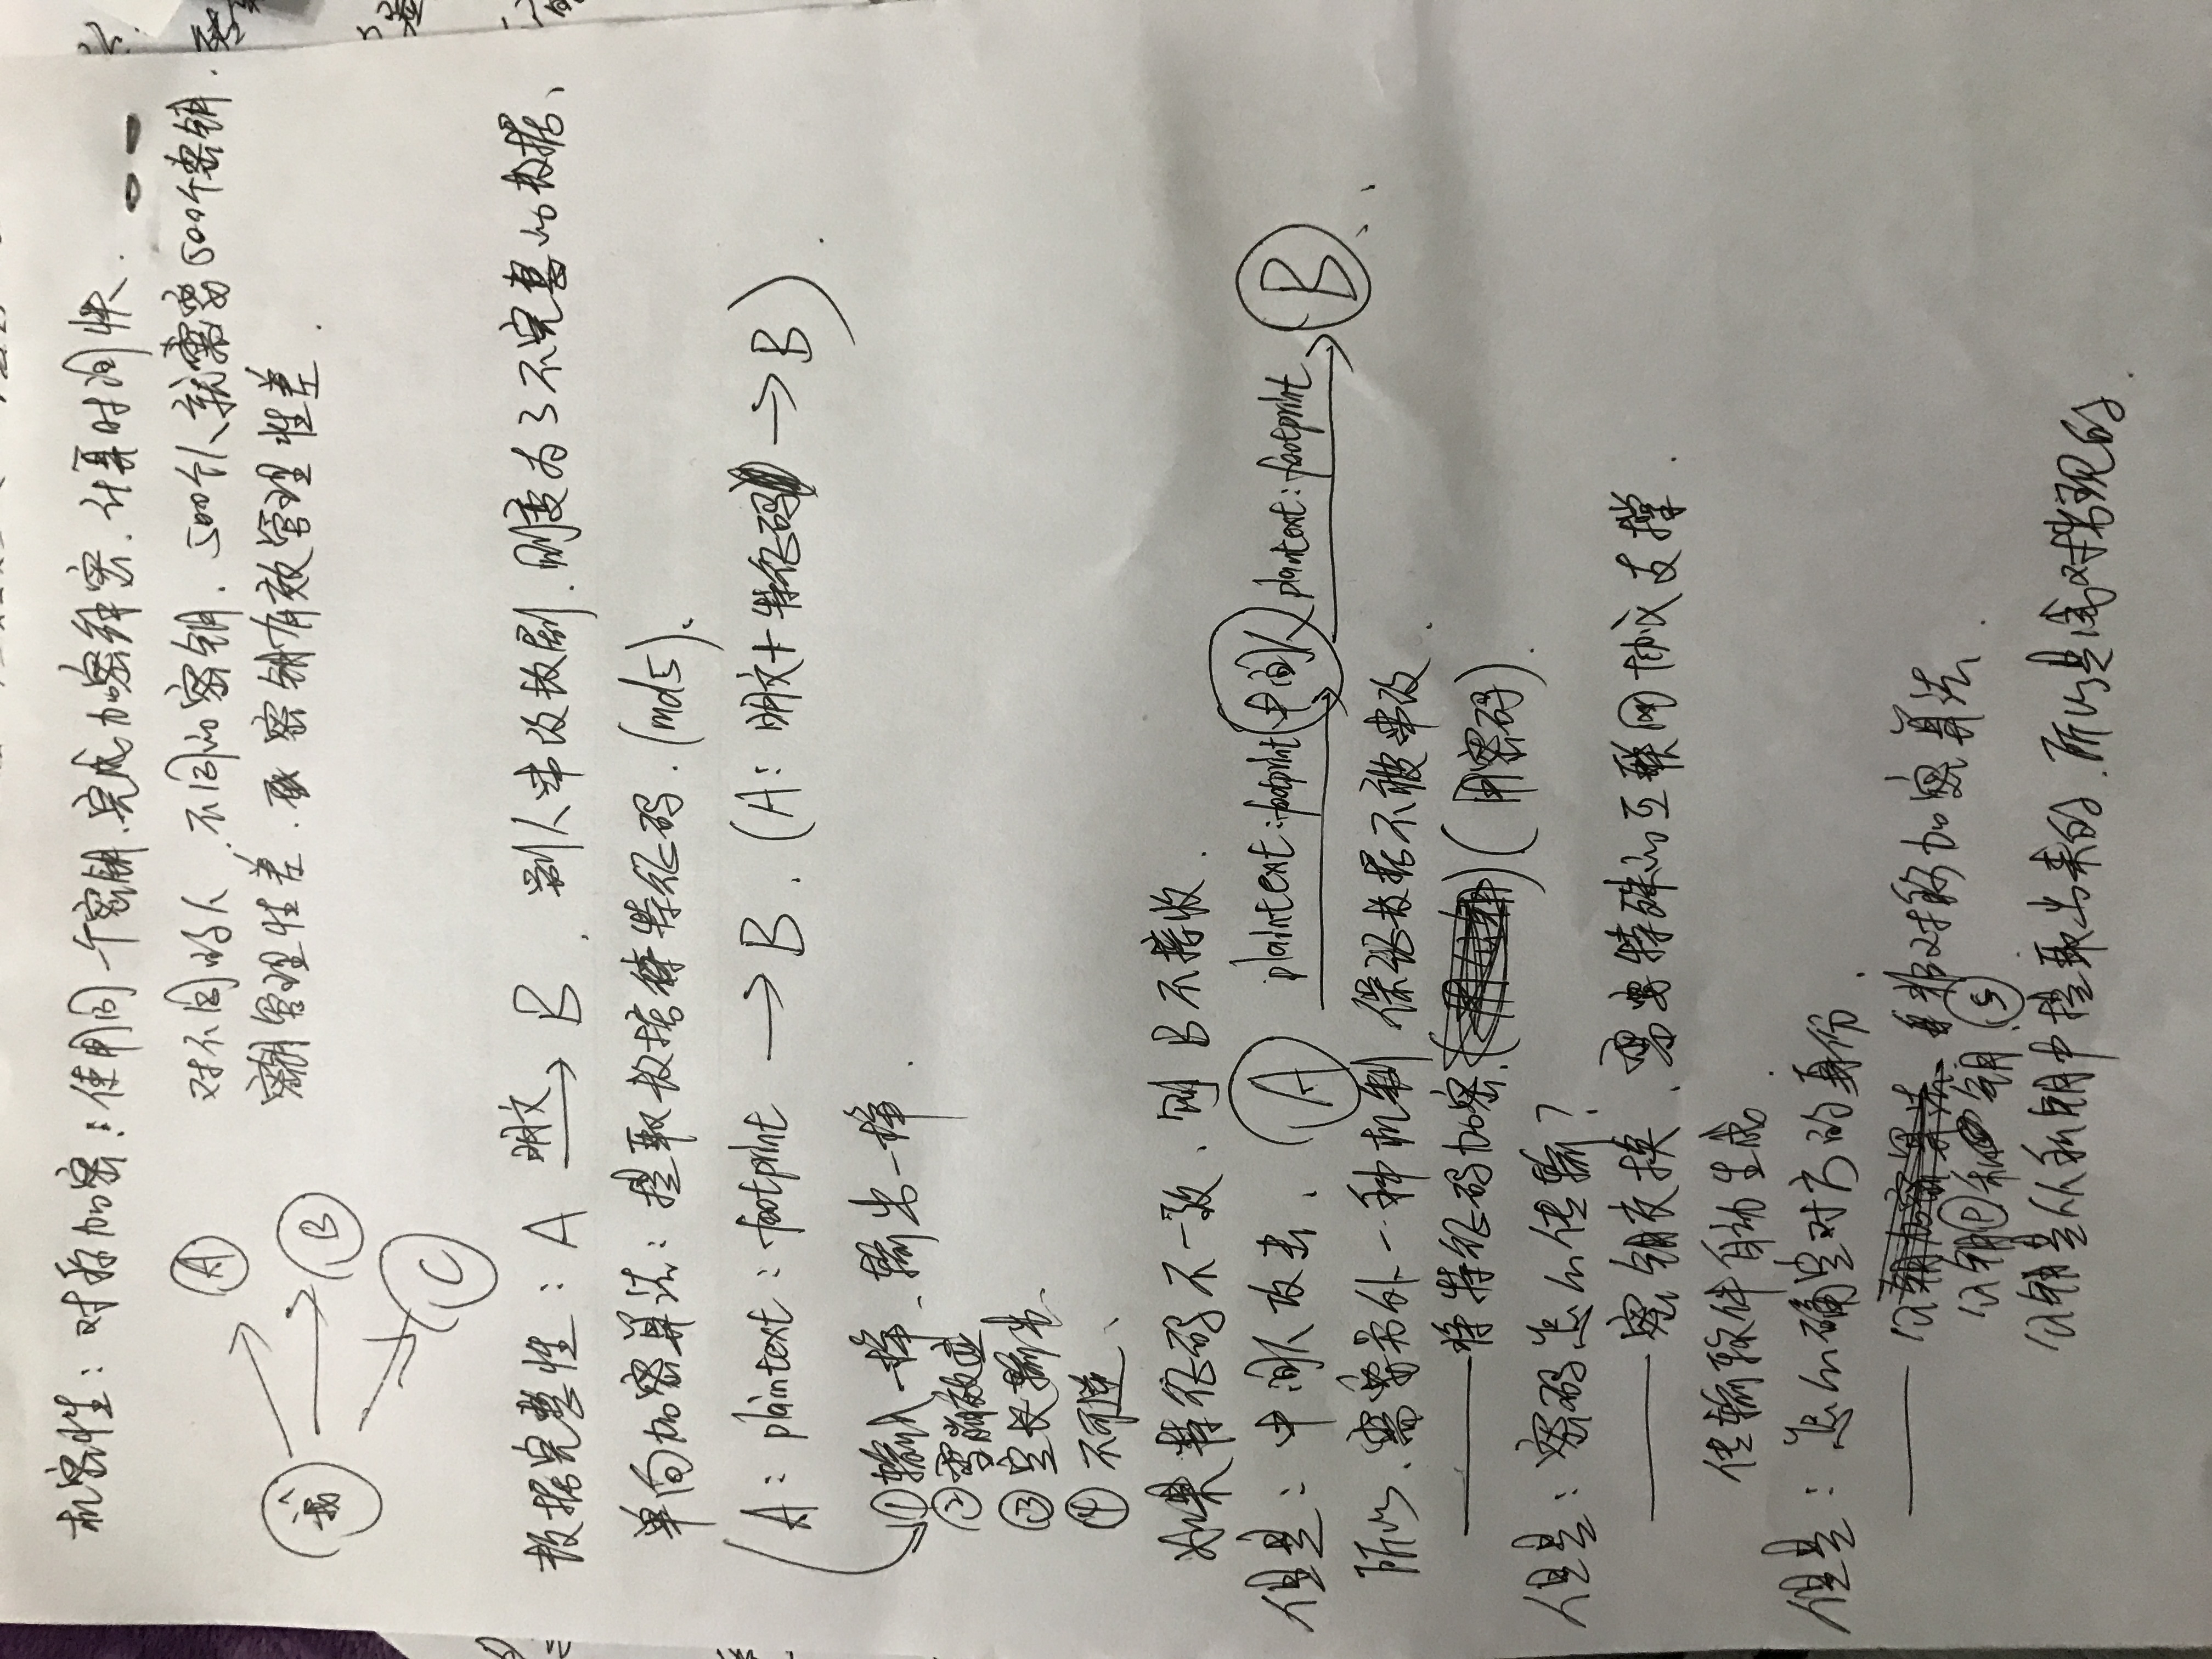 机密性：对称加密：使用同一个密钥、完成加密解密．计算时间快．
我 A B C
对不同的人、不同的密钥．500个人就需要500个密钥．
密钥管理性差．密钥有效管理性差．
数据完整性：A 明文→ B．别人串改数据，则变为了不完整的数据、
单向加密算法：提取数据特征码．(md5)、
A：plaintext：footprint → B．(A：明文+特征码 → B)．
①输入一样、输出一样．
②雪崩效应
③定长输出、
④不可逆、
如果特征码不一致、则B不接收．
但是：中间人攻击、 A plaintext：footprint 中间人 plantext：footprint B、、
所以、需要另外一种机制 保证数据不被串改．
——将特征码加密．(用密码)．
但是：密码怎么传输？
——密钥交换、需要特殊的互联网协议支撑．
传输软件自动生成．
但是：怎么确定对方的身份．
——非对称加密算法．
公钥Ⓟ和 钥Ⓢ．
公钥是从私钥中提取出来的．所以是成对出现的．